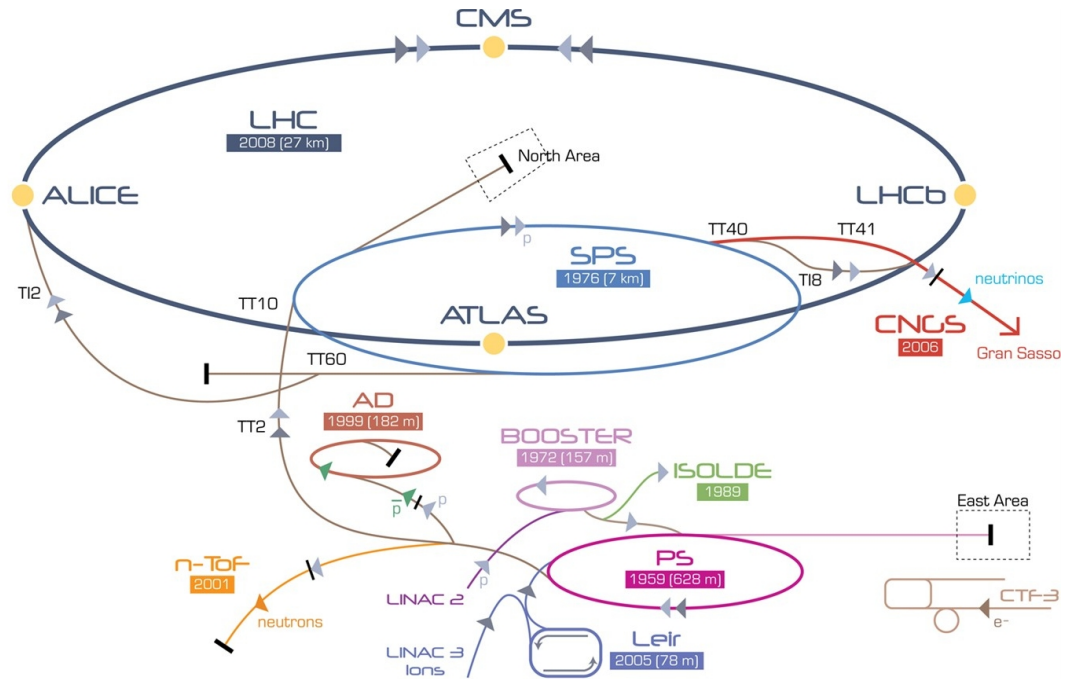 CMS
LHC
2008 (27 km)
North Area
ALICE
LHCb
TT40
TT41
SPS
1976 (7 km)
p
TI8
neutrinos
TI2
TT10
ATLAS
CNGS
2006
Gran Sasso
TT60
AD
1999 (182 m)
TT2
BOOSTER
1972 (157 m)
ISOLDE
1989
p
p̅
East Area
n-ToF
2001
PS
1959 (628 m)
p
LINAC 2
neutrons
CTF-3
e-
LINAC 3
Ions
Leir
2005 (78 m)